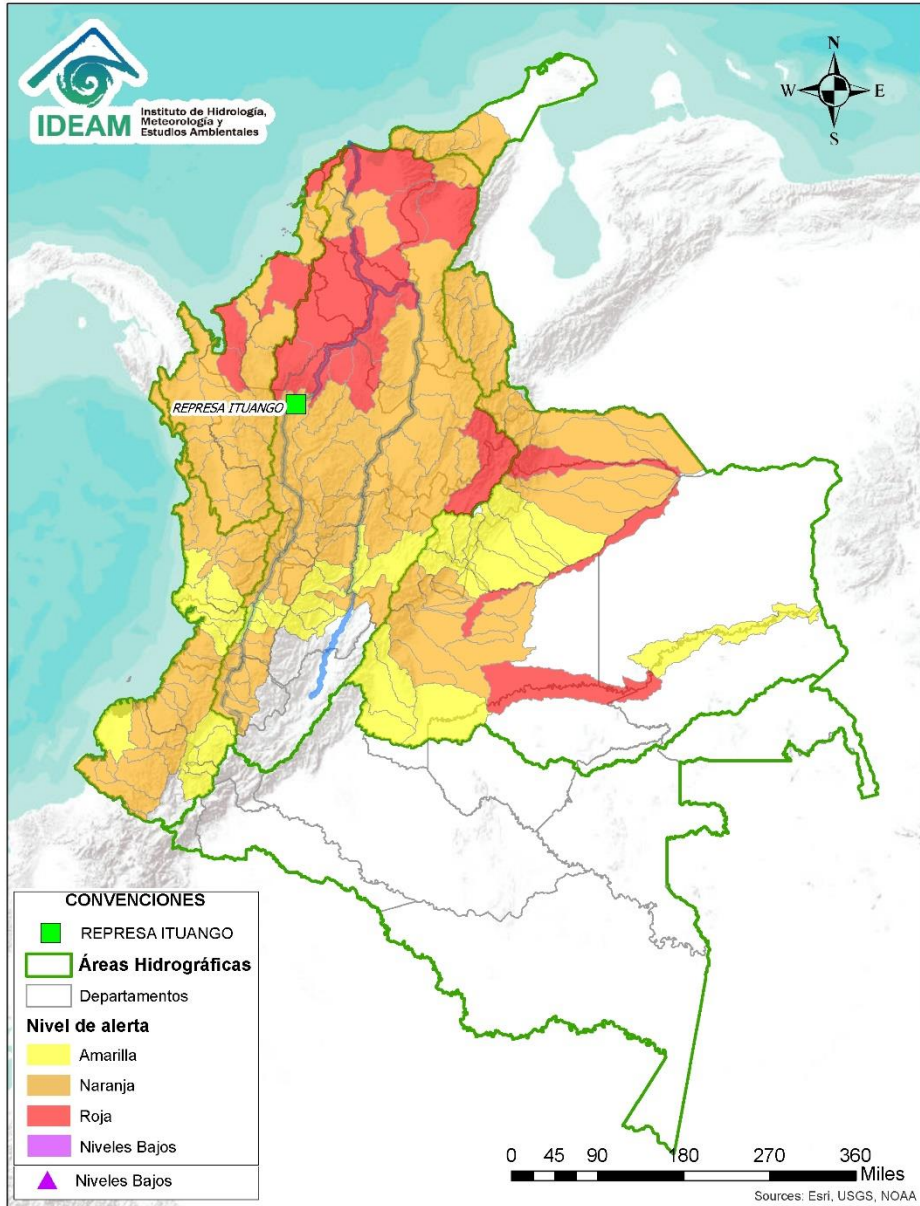 IDEAM
Instituto de Hidrología,
Meteorología y
Estudios Ambientales
N
W
E
S
REPRESA ITUANGO
CONVENCIONES
REPRESA ITUANGO
Áreas Hidrográficas
Departamentos
Nivel de alerta
Amarilla
Naranja
Roja
Niveles Bajos
Niveles Bajos
0 45 90 180 270 360
Miles
Sources: Esri, USGS, NOAA